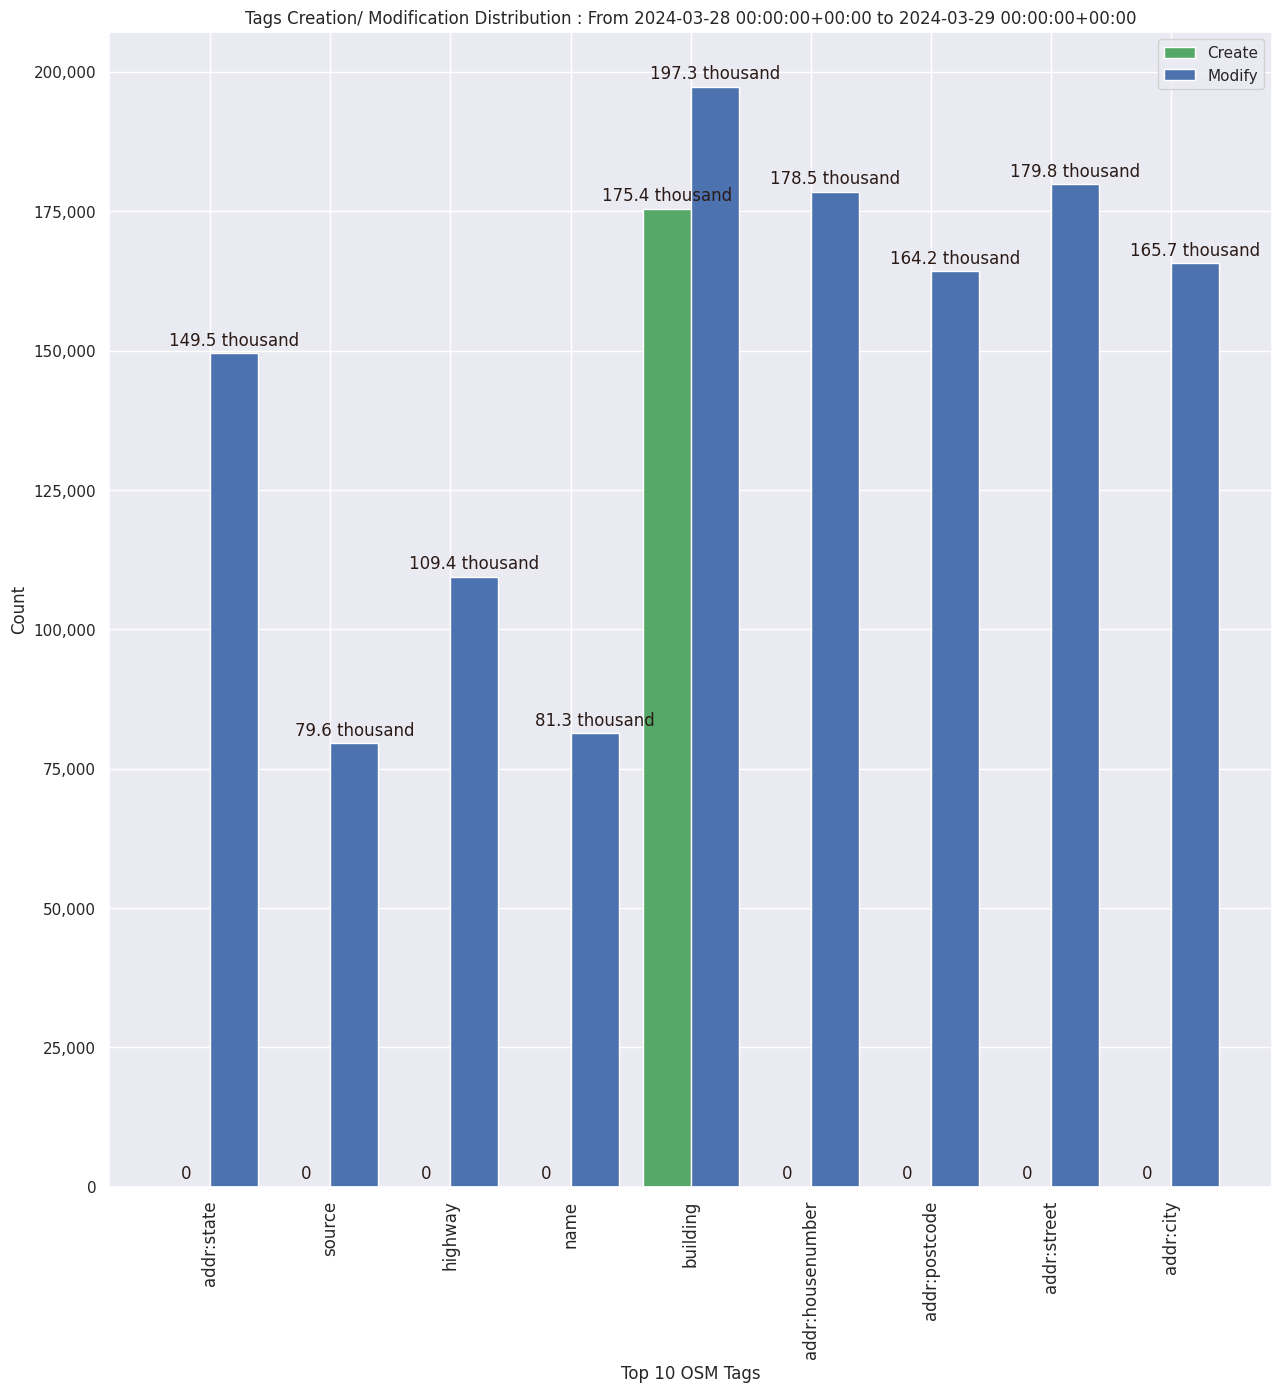 Tags Creation/ Modification Distribution : From 2024-03-28 00:00:00+00:00 to 2024-03-29 00:00:00+00:00
Create
Modify
200,000
175,000
150,000
125,000
100,000
75,000
50,000
25,000
0
Count
197.3 thousand
175.4 thousand
178.5 thousand
179.8 thousand
164.2 thousand
165.7 thousand
149.5 thousand
109.4 thousand
79.6 thousand
81.3 thousand
0
0
0
0
0
0
0
0
addr:state
source
highway
name
building
addr:housenumber
addr:postcode
addr:street
addr:city
Top 10 OSM Tags